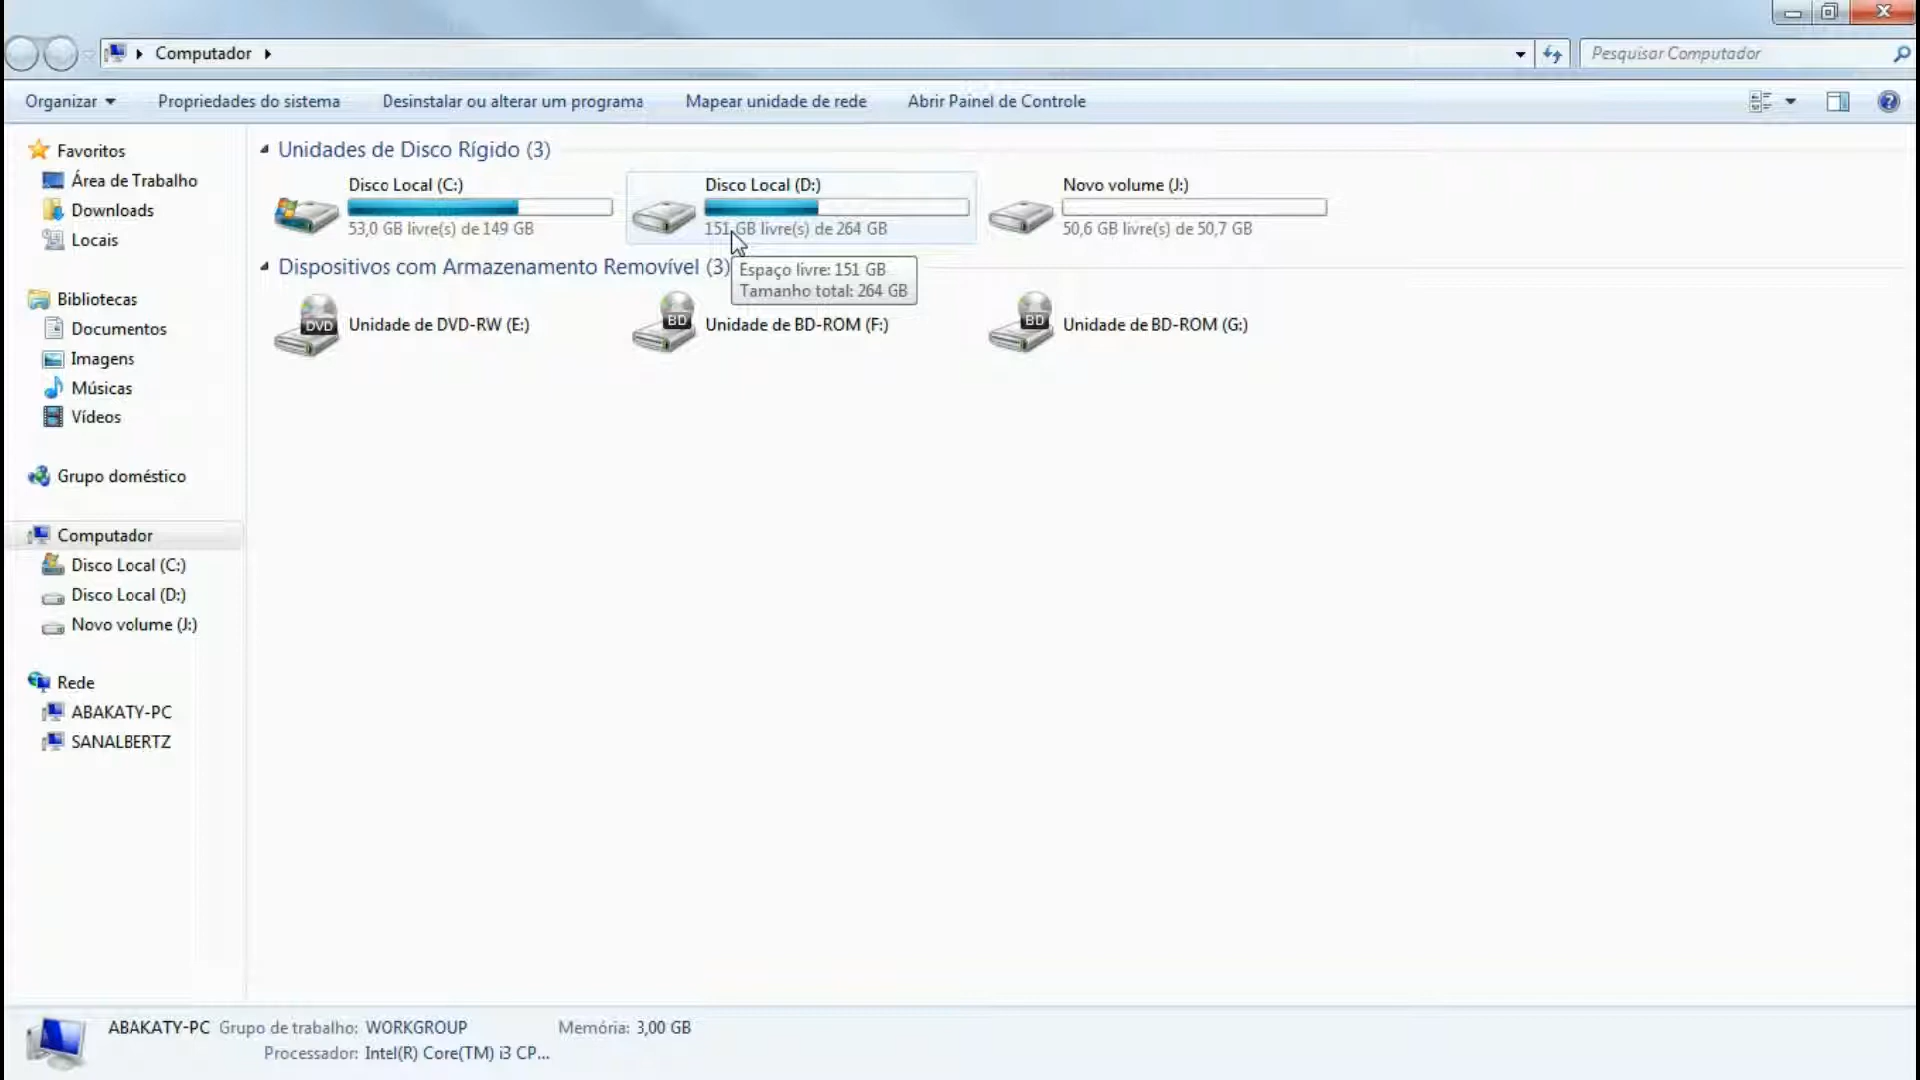 Computador
Pesquisar Computador
Organizar
Propriedades do sistema
Desinstalar ou alterar um programa
Mapear unidade de rede
Abrir Painel de Controle
Favoritos
Área de Trabalho
Downloads
Locais
Bibliotecas
Documentos
Imagens
Músicas
Vídeos
Grupo doméstico
Computador
Disco Local (C:)
Disco Local (D:)
Novo volume (J:)
Rede
ABAKATY-PC
SANALBERTZ
Unidades de Disco Rígido (3)
Disco Local (C:)
53,0 GB livre(s) de 149 GB
Disco Local (D:)
151 GB livre(s) de 264 GB
Novo volume (J:)
50,6 GB livre(s) de 50,7 GB
Dispositivos com Armazenamento Removível (3)
Espaço livre: 151 GB
Tamanho total: 264 GB
DVD
Unidade de DVD-RW (E:)
BD
Unidade de BD-ROM (F:)
BD
Unidade de BD-ROM (G:)
ABAKATY-PC Grupo de trabalho: WORKGROUP Memória: 3,00 GB
Processador: Intel(R) Core(TM) i3 CP...